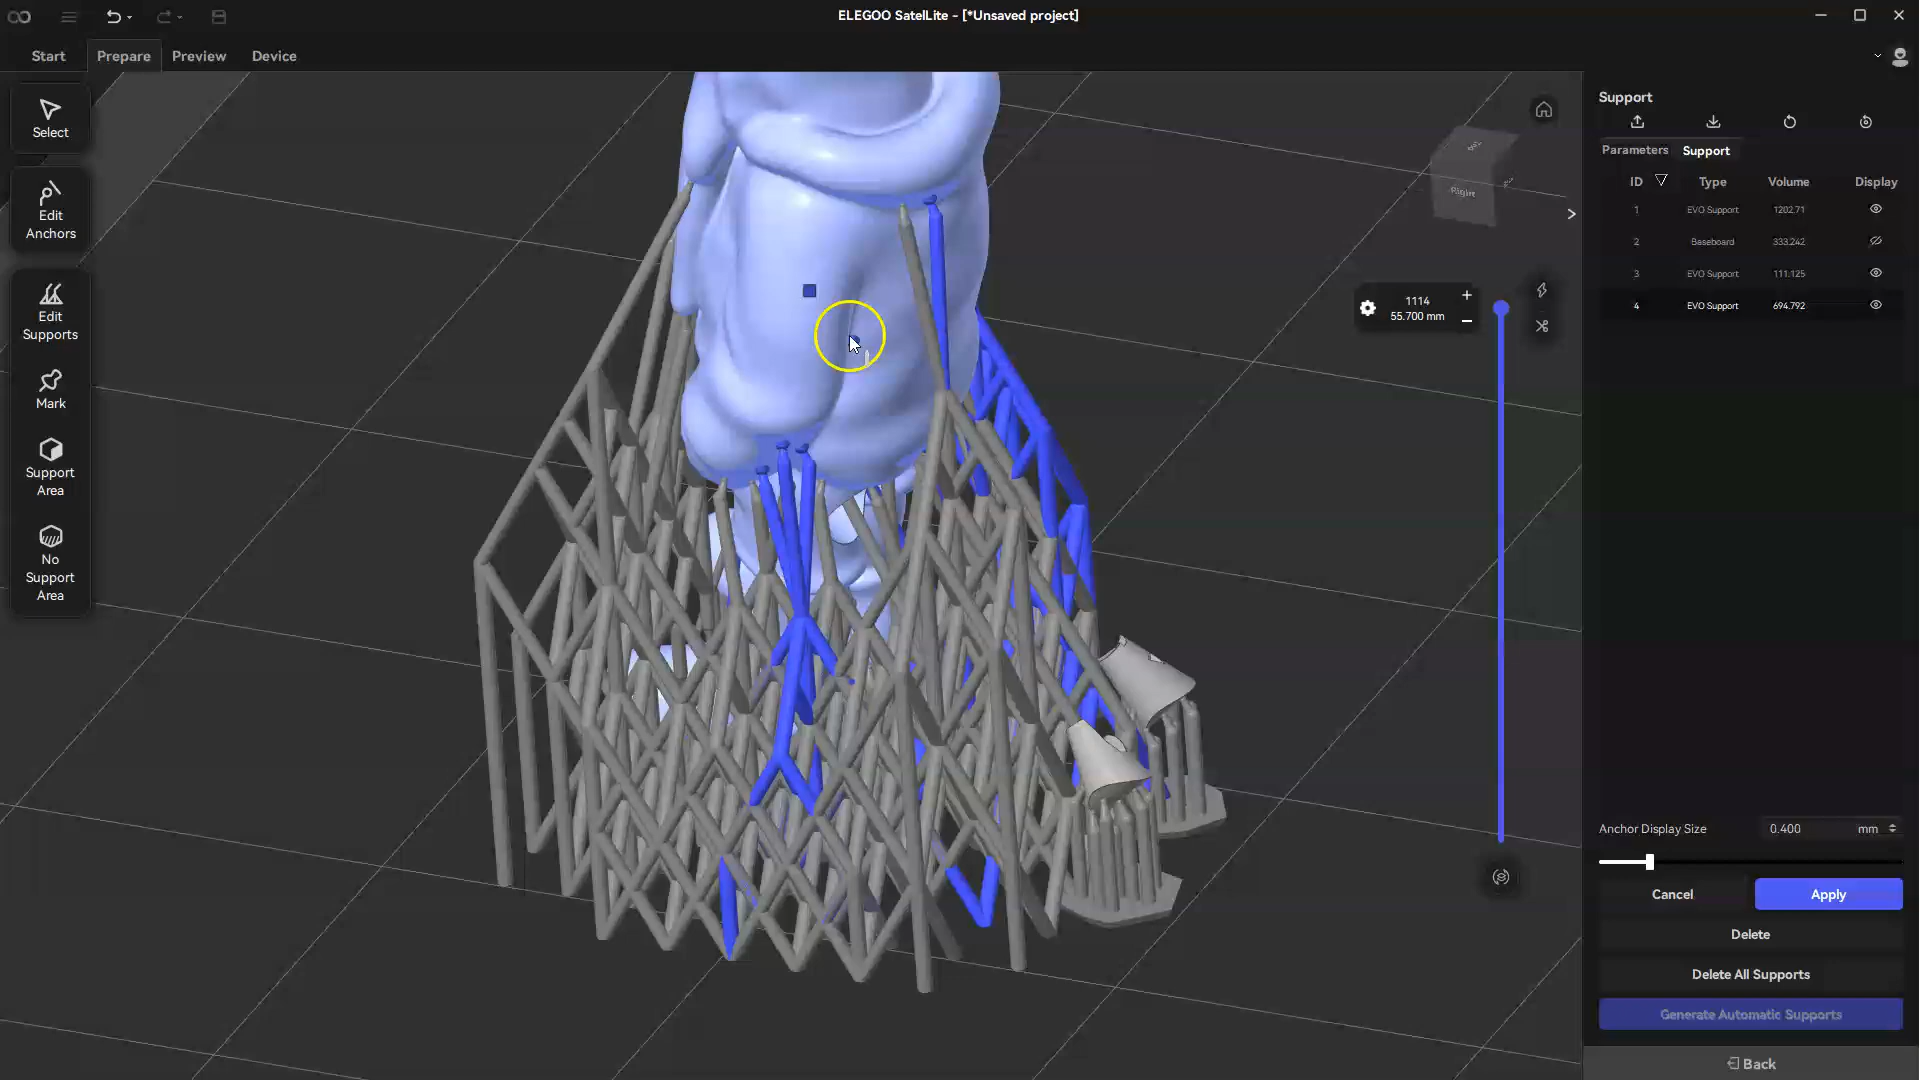 ELEGOO SatelLite - [*Unsaved project]
Start
Prepare
Preview
Device
Select
Edit
Anchors
Edit
Supports
Mark
Support
Area
No
Support
Area
1114
55.700 mm
Support
Parameters
Support
ID
Type
Volume
Display
1
EVO Support
1202.71
2
Baseboard
333.242
3
EVO Support
111.125
4
EVO Support
694.792
Anchor Display Size
0.400
mm
Cancel
Apply
Delete
Delete All Supports
Generate Automatic Supports
Back